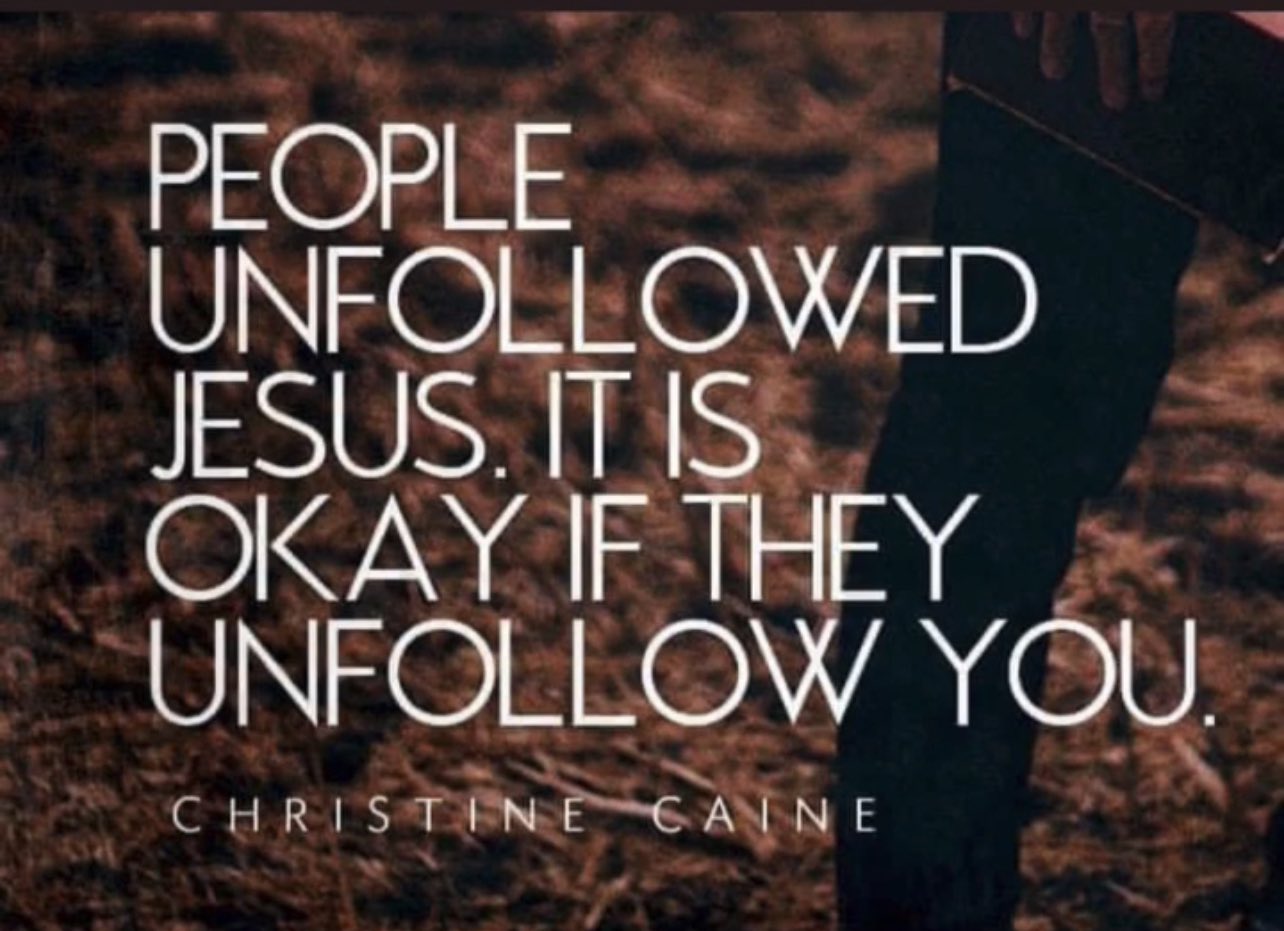 PEOPLE
UNFOLLOWED
JESUS. IT IS
OKAY IF THEY
UNFOLLOW YOU.
CHRISTINE CAINE